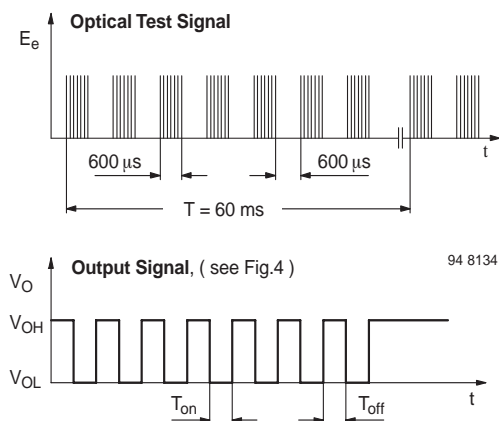 Optical Test Signal
Ee
t
600 µs 600 µs
T = 60 ms
94 8134
Output Signal, ( see Fig.4 )
VO
VOH
VOL
t
Ton Toff